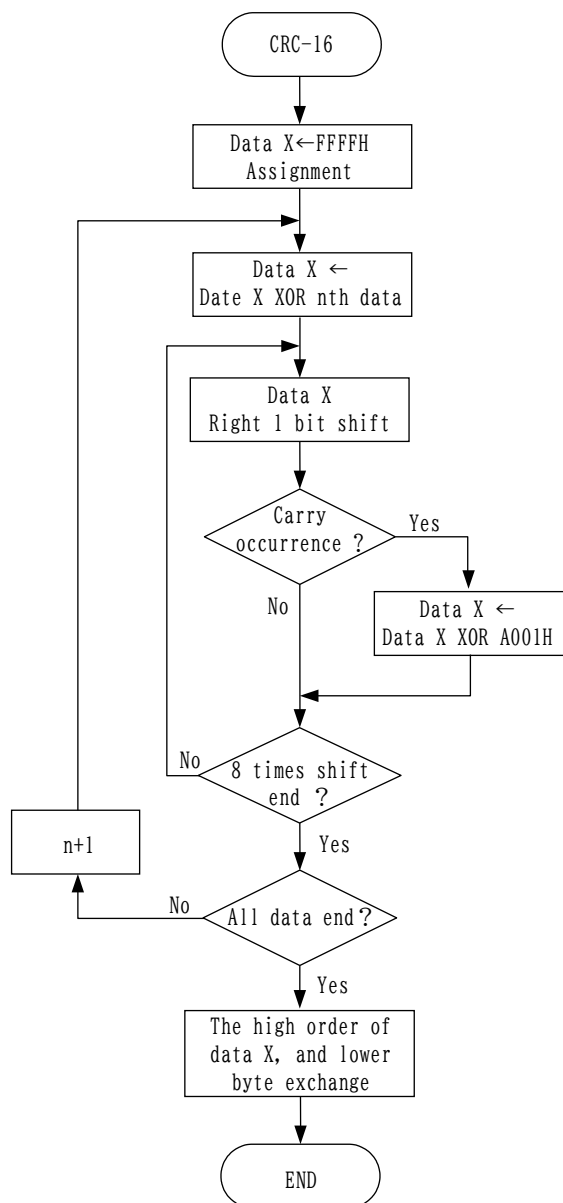 CRC-16
Data X←FFFFH
Assignment
Data X ←
Date X XOR nth data
Data X
Right 1 bit shift
Carry
occurrence ?
Yes
No
Data X ←
Data X XOR A001H
No
8 times shift
end ?
Yes
n+1
No
All data end?
Yes
The high order of
data X, and lower
byte exchange
END